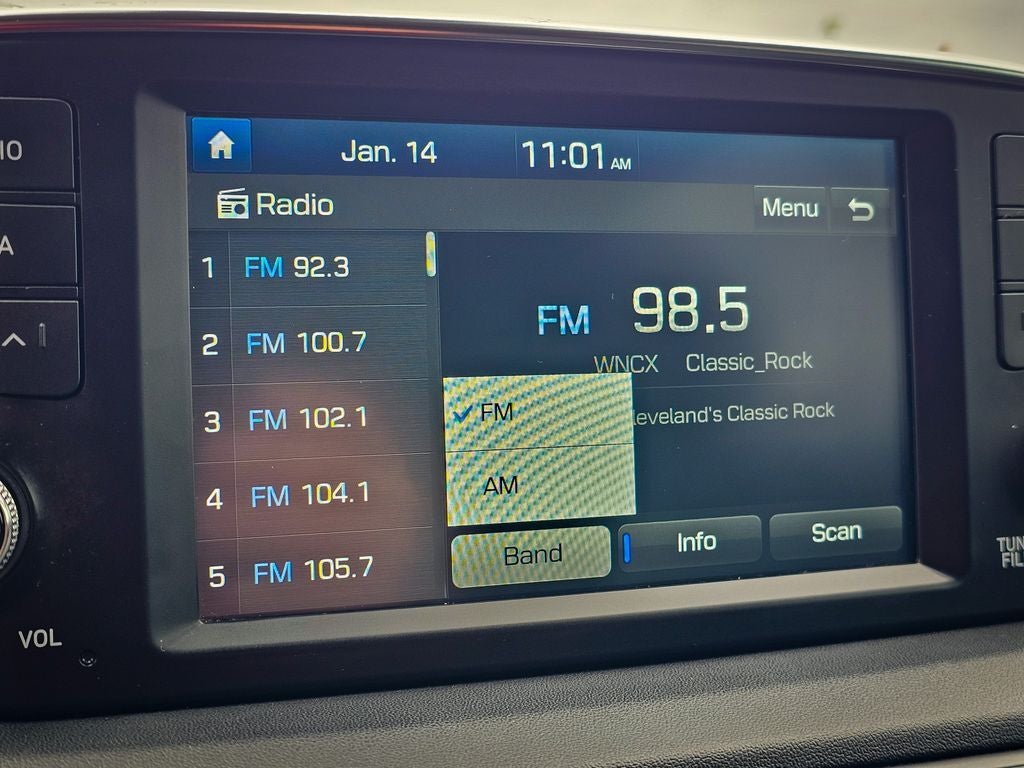 Jan. 14 11:01 AM
Radio Menu
1 FM 92.3
2 FM 100.7
3 FM 102.1
4 FM 104.1
5 FM 105.7
FM 98.5
WNCX Classic_Rock
leveland's Classic Rock
FM
AM
Band Info Scan
VOL